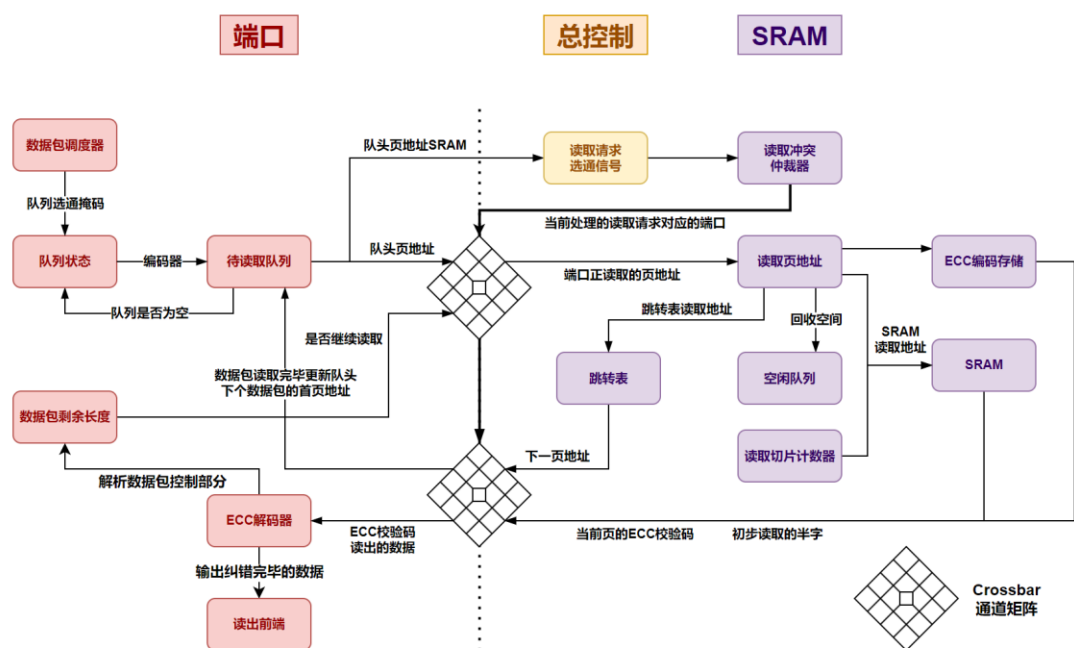 端口
总控制
SRAM
数据包调度器
队头页地址SRAM
读取请求
选通信号
读取冲突
仲裁器
队列选通掩码
当前处理的读取请求对应的端口
队列状态
编码器
待读取队列
队头页地址
端口正读取的页地址
读取页地址
ECC编码存储
队列是否为空
跳转表读取地址
回收空间
SRAM
读取地址
是否继续读取
数据包读取完毕更新队头
下个数据包的首页地址
跳转表
空闲队列
SRAM
数据包剩余长度
下一页地址
读取切片计数器
解析数据包控制部分
ECC解码器
ECC校验码
读出的数据
当前页的ECC校验码
初步读取的半字
输出纠错完毕的数据
读出前端
Crossbar
通道矩阵